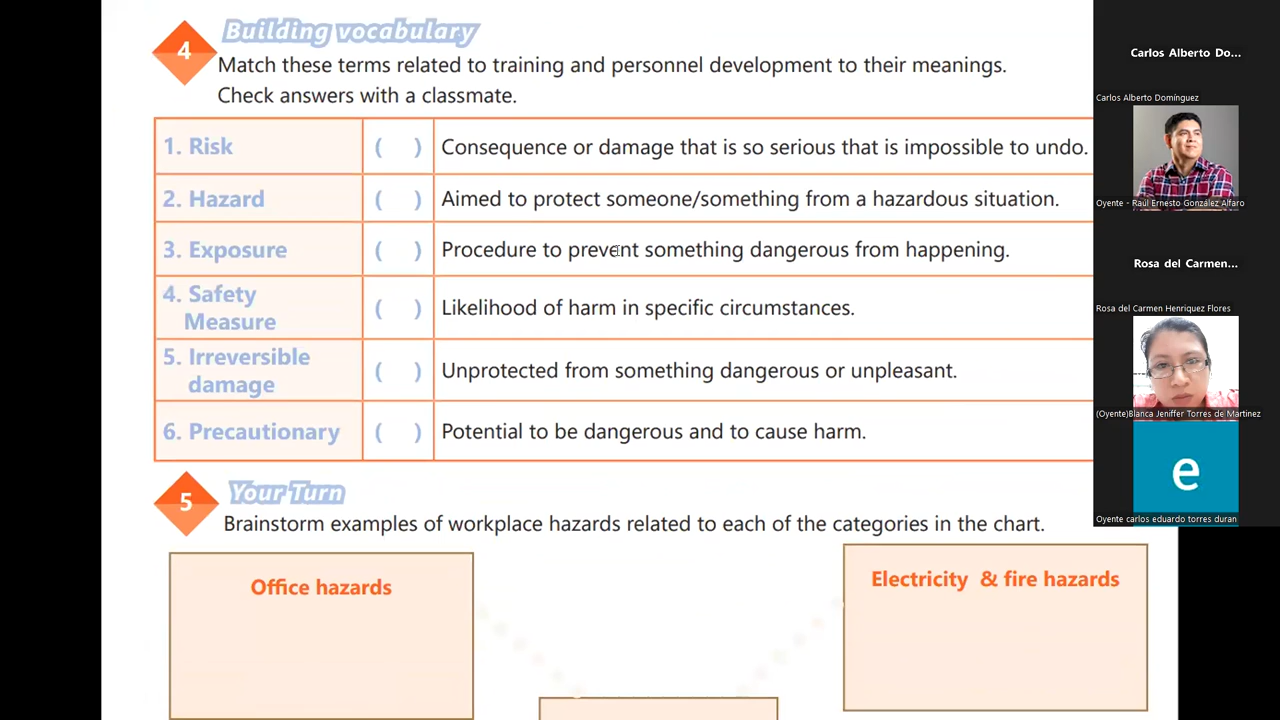 4
Building vocabulary
Match these terms related to training and personnel development to their meanings.
Check answers with a classmate.
1. Risk ( ) Consequence or damage that is so serious that is impossible to undo.
2. Hazard ( ) Aimed to protect someone/something from a hazardous situation.
3. Exposure ( ) Procedure to prevent something dangerous from happening.
4. Safety
Measure ( ) Likelihood of harm in specific circumstances.
5. Irreversible
damage ( ) Unprotected from something dangerous or unpleasant.
6. Precautionary ( ) Potential to be dangerous and to cause harm.
5
Your Turn
Brainstorm examples of workplace hazards related to each of the categories in the chart.
Office hazards
Electricity & fire hazards
Carlos Alberto Do...
Carlos Alberto Domínguez
Oyente - Raúl Ernesto González Alfaro
Rosa del Carmen...
Rosa del Carmen Henriquez Flores
(Oyente)Blanca Jeniffer Torres de Martinez
e
Oyente carlos eduardo torres duran